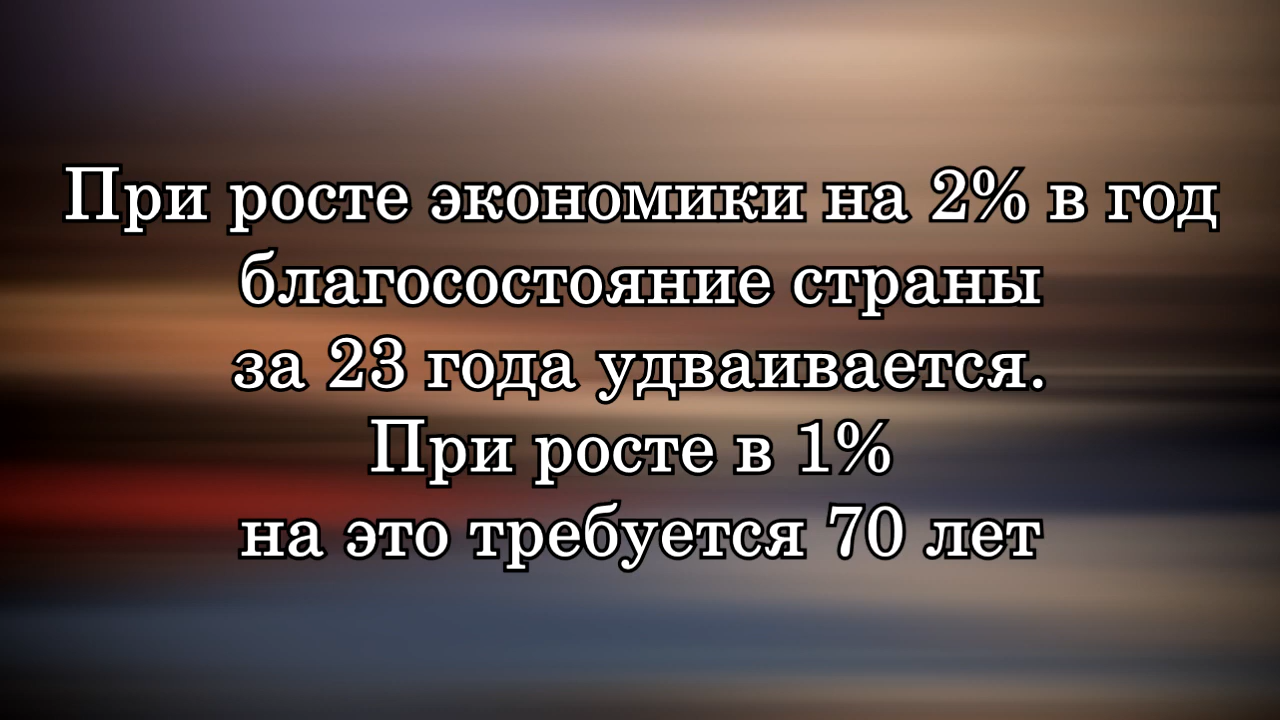 При росте экономики на 2% в год
благосостояние страны
за 23 года удваивается.
При росте в 1%
на это требуется 70 лет